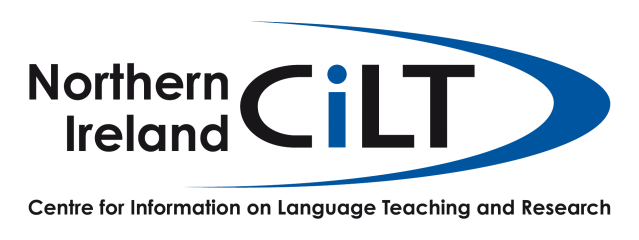 Northern
Ireland
CiLT
Centre for Information on Language Teaching and Research